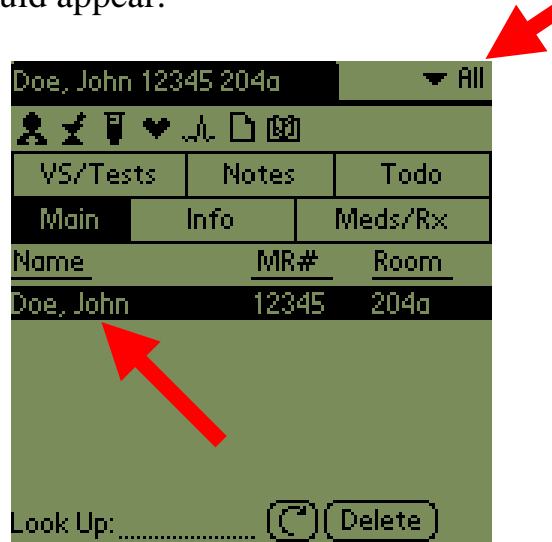 uld appear.
Doe, John 12345 204a All
VS/Tests Notes Todo
Main Info Meds/Rx
Name MR# Room
Doe, John 12345 204a
Look Up: Delete